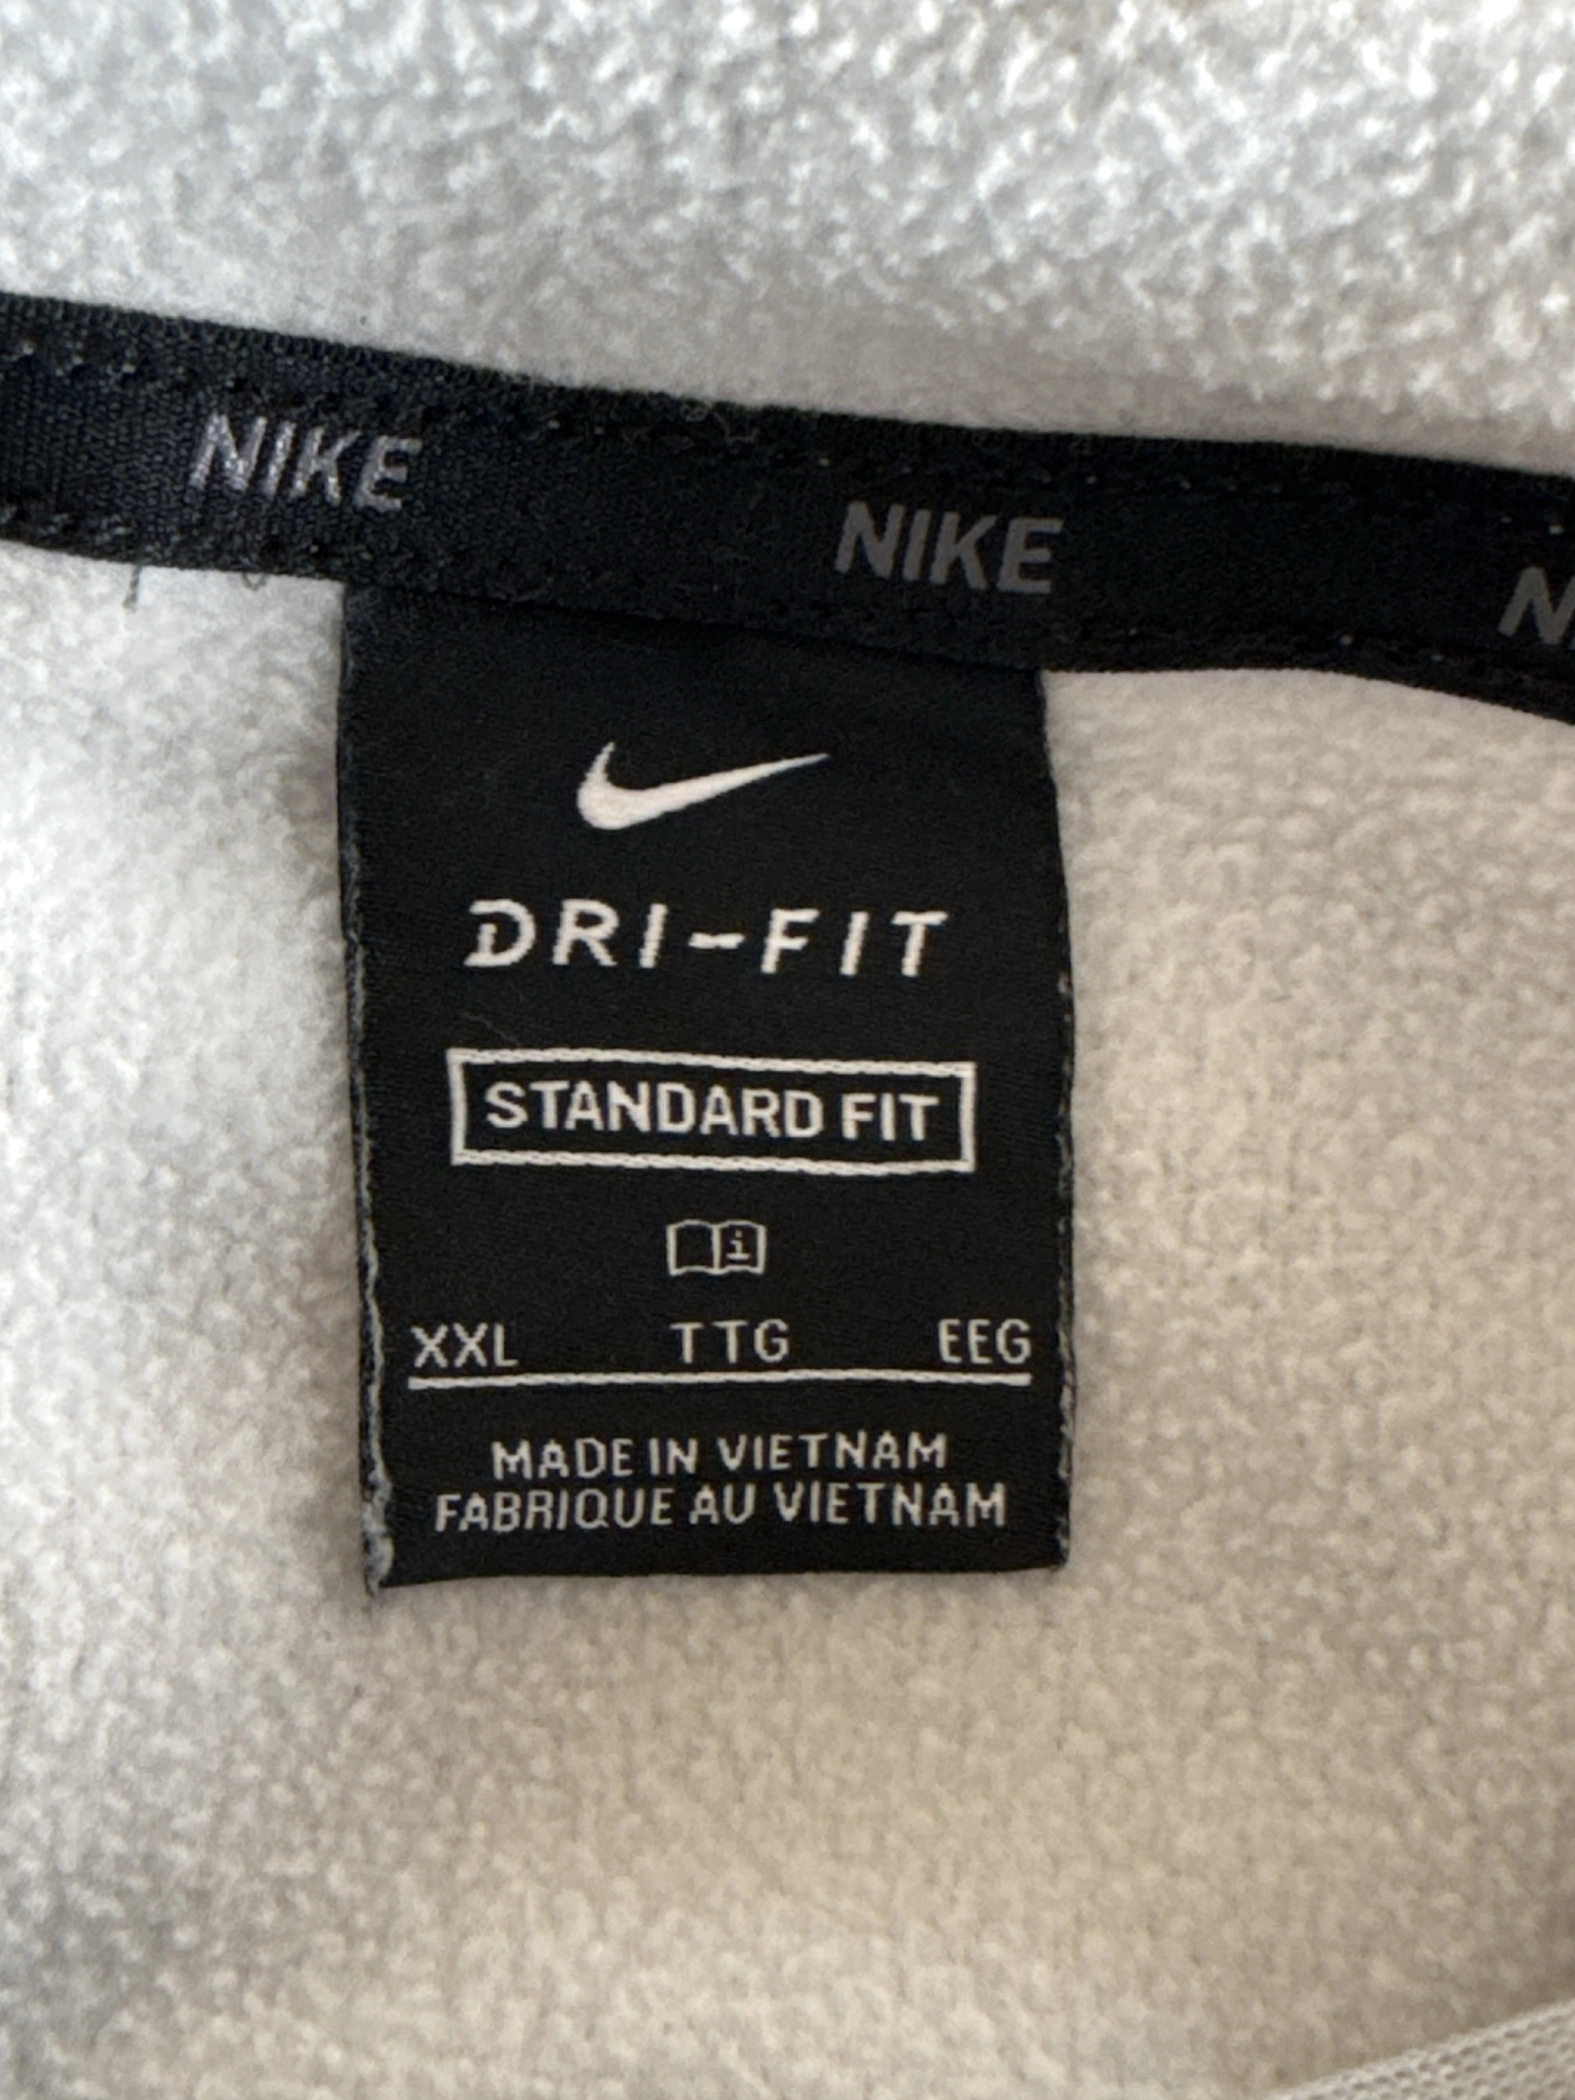 NIKE NIKE N
DRI-FIT
STANDARD FIT
i
XXL TTG EEG
MADE IN VIETNAM
FABRIQUE AU VIETNAM